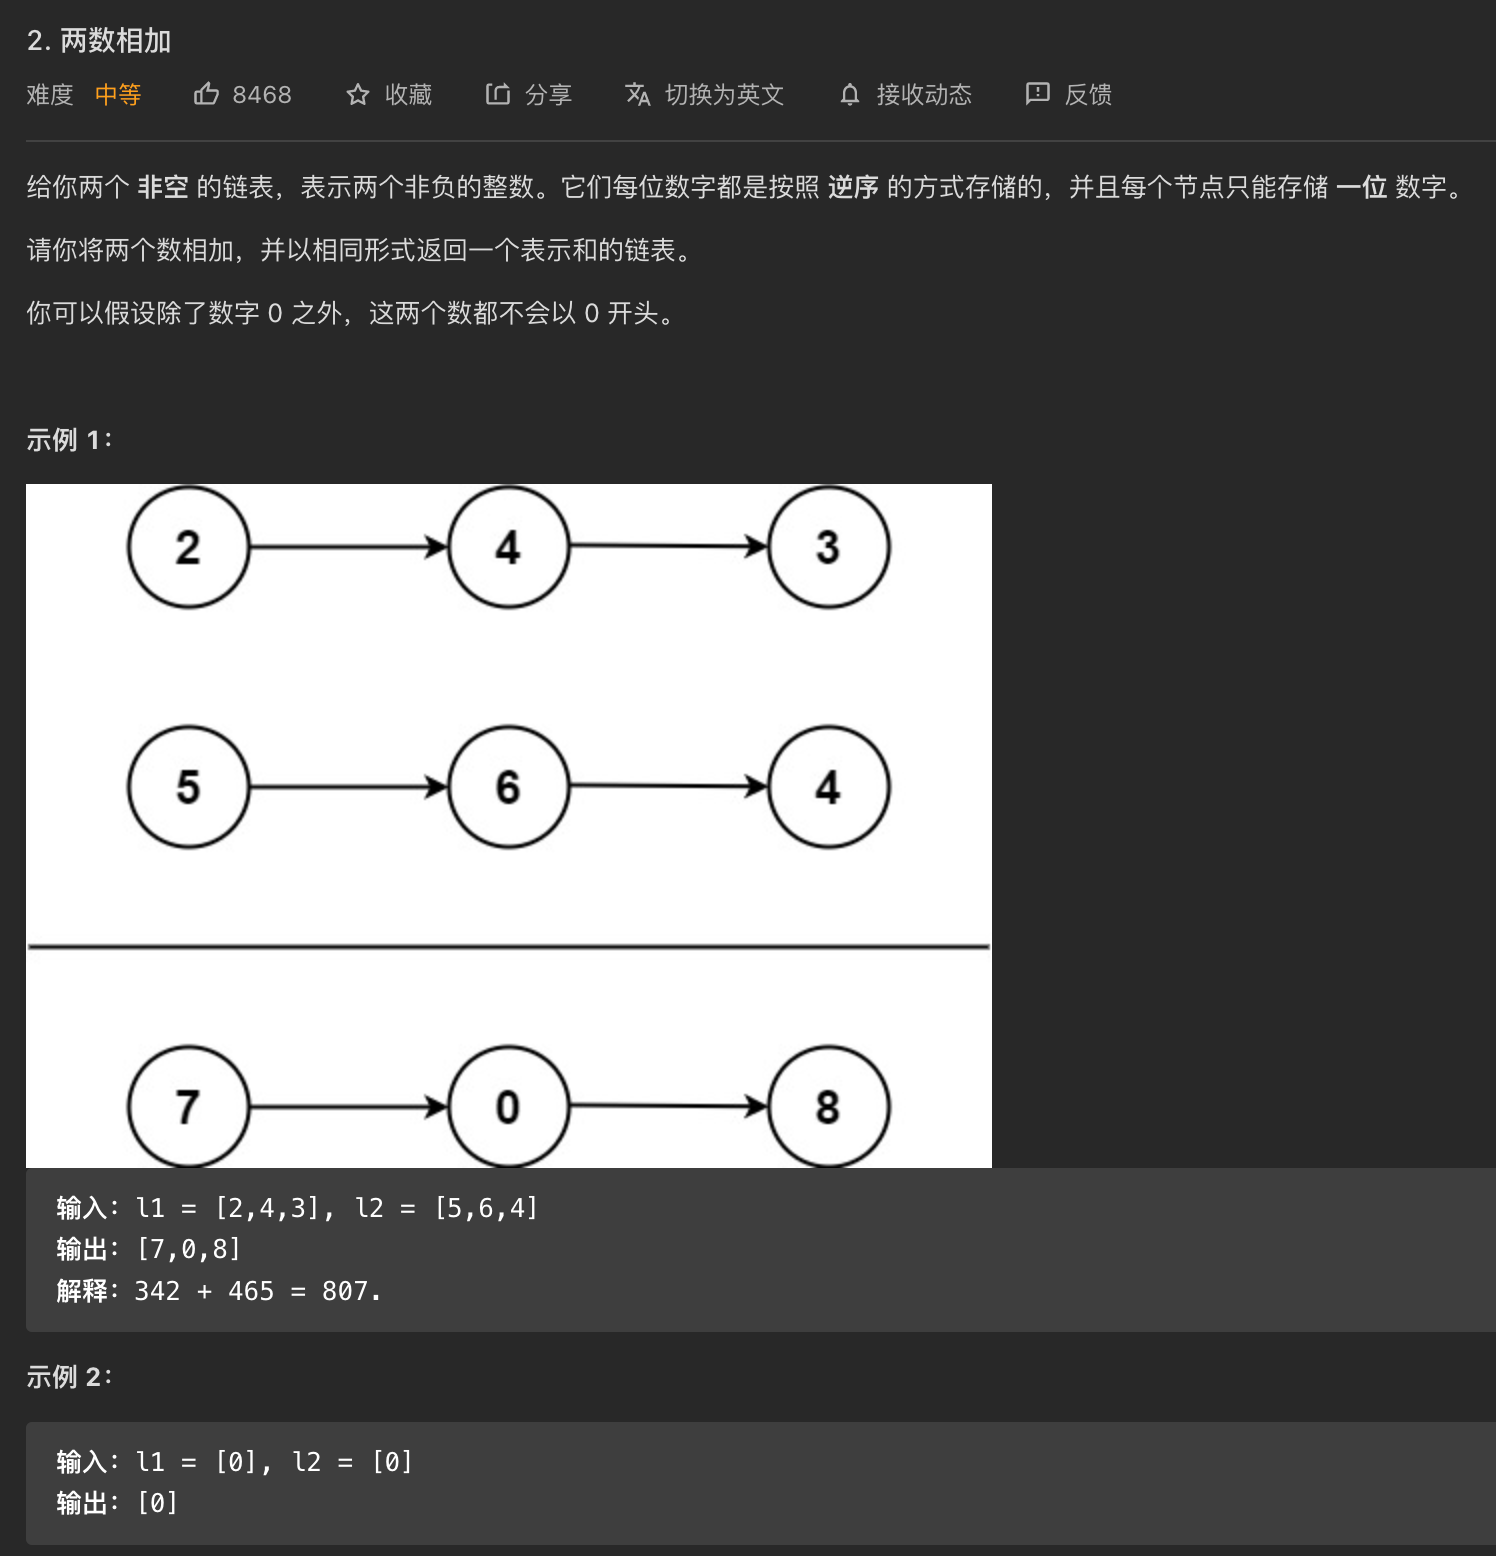 2. 两数相加
难度 中等 8468 收藏 分享 切换为英文 接收动态 反馈
给你两个 非空 的链表，表示两个非负的整数。它们每位数字都是按照 逆序 的方式存储的，并且每个节点只能存储 一位 数字。
请你将两个数相加，并以相同形式返回一个表示和的链表。
你可以假设除了数字 0 之外，这两个数都不会以 0 开头。
示例 1：
2 4 3
5 6 4
7 0 8
输入：l1 = [2,4,3], l2 = [5,6,4]
输出：[7,0,8]
解释：342 + 465 = 807.
示例 2：
输入：l1 = [0], l2 = [0]
输出：[0]